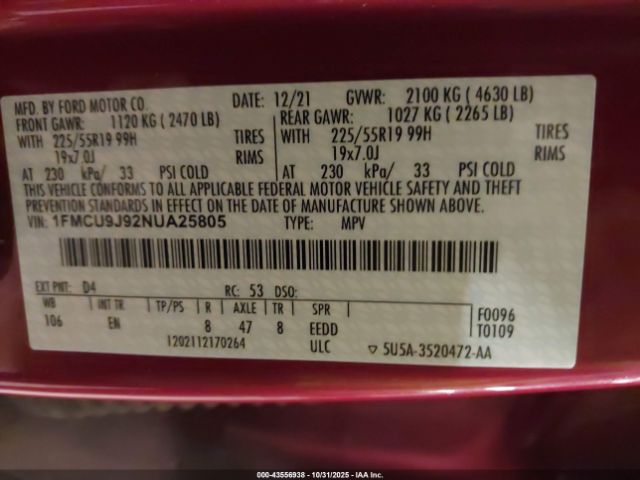 MFD. BY FORD MOTOR CO. DATE: 12/21 GVWR: 2100 KG ( 4630 LB)
FRONT GAWR: 1120 KG ( 2470 LB) REAR GAWR: 1027 KG ( 2265 LB)
WITH 225/55R19 99H TIRES WITH 225/55R19 99H TIRES
19x7.0J RIMS 19x7.0J RIMS
AT 230 kPa/ 33 PSI COLD AT 230 kPa/ 33 PSI COLD
THIS VEHICLE CONFORMS TO ALL APPLICABLE FEDERAL MOTOR VEHICLE SAFETY AND THEFT
PREVENTION STANDARDS IN EFFECT ON THE DATE OF MANUFACTURE SHOWN ABOVE.
VIN: 1FMCU9J92NUA25805 TYPE: MPV
EXT PNT: D4 RC: 53 DSO:
WB INT TR TP/PS R AXLE TR SPR F0096
106 EN 8 47 8 EEDD T0109
1202112170264 ULC ▽ 5U5A-3520472-AA
000-43556938 - 10/31/2025 - IAA Inc.